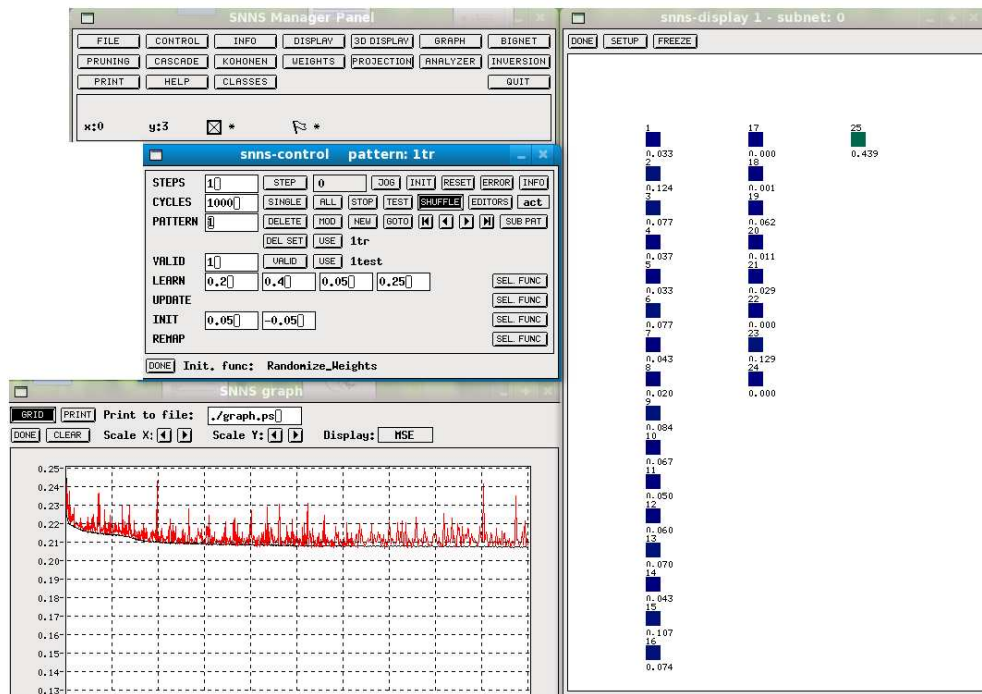 SNNS Manager Panel
FILE CONTROL INFO DISPLAY 3D DISPLAY GRAPH BIGNET
PRUNING CASCADE KOHONEN WEIGHTS PROJECTION ANALYZER INVERSION
PRINT HELP CLASSES QUIT
x:0 y:3 * *
snns-control pattern: 1tr
STEPS 1 STEP 0 JOG INIT RESET ERROR INFO
CYCLES 1000 SINGLE ALL STOP TEST SHUFFLE EDITORS act
PATTERN 1 DELETE MOD NEW GOTO SUB PAT
DEL SET USE 1tr
VALID 1 VALID USE 1test
LEARN 0.2 0.4 0.05 0.25 SEL. FUNC
UPDATE SEL. FUNC
INIT 0.05 -0.05 SEL. FUNC
REMAP SEL. FUNC
DONE Init. func: Randomize_Weights
SNNS graph
GRID PRINT Print to file: ./graph.ps
DONE CLEAR Scale X: Scale Y: Display: MSE
0.25
0.24
0.23
0.22
0.21
0.20
0.19
0.18
0.17
0.16
0.15
0.14
0.13
snns-display 1 - subnet: 0
DONE SETUP FREEZE
1 17 25
0.033 0.000 0.439
2 18
0.124 0.001
3 19
0.077 0.062
4 20
0.037 0.011
5 21
0.033 0.029
6 22
0.077 0.000
7 23
0.043 0.129
8 24
0.020 0.000
9
0.084
10
0.067
11
0.050
12
0.060
13
0.070
14
0.043
15
0.107
16
0.074